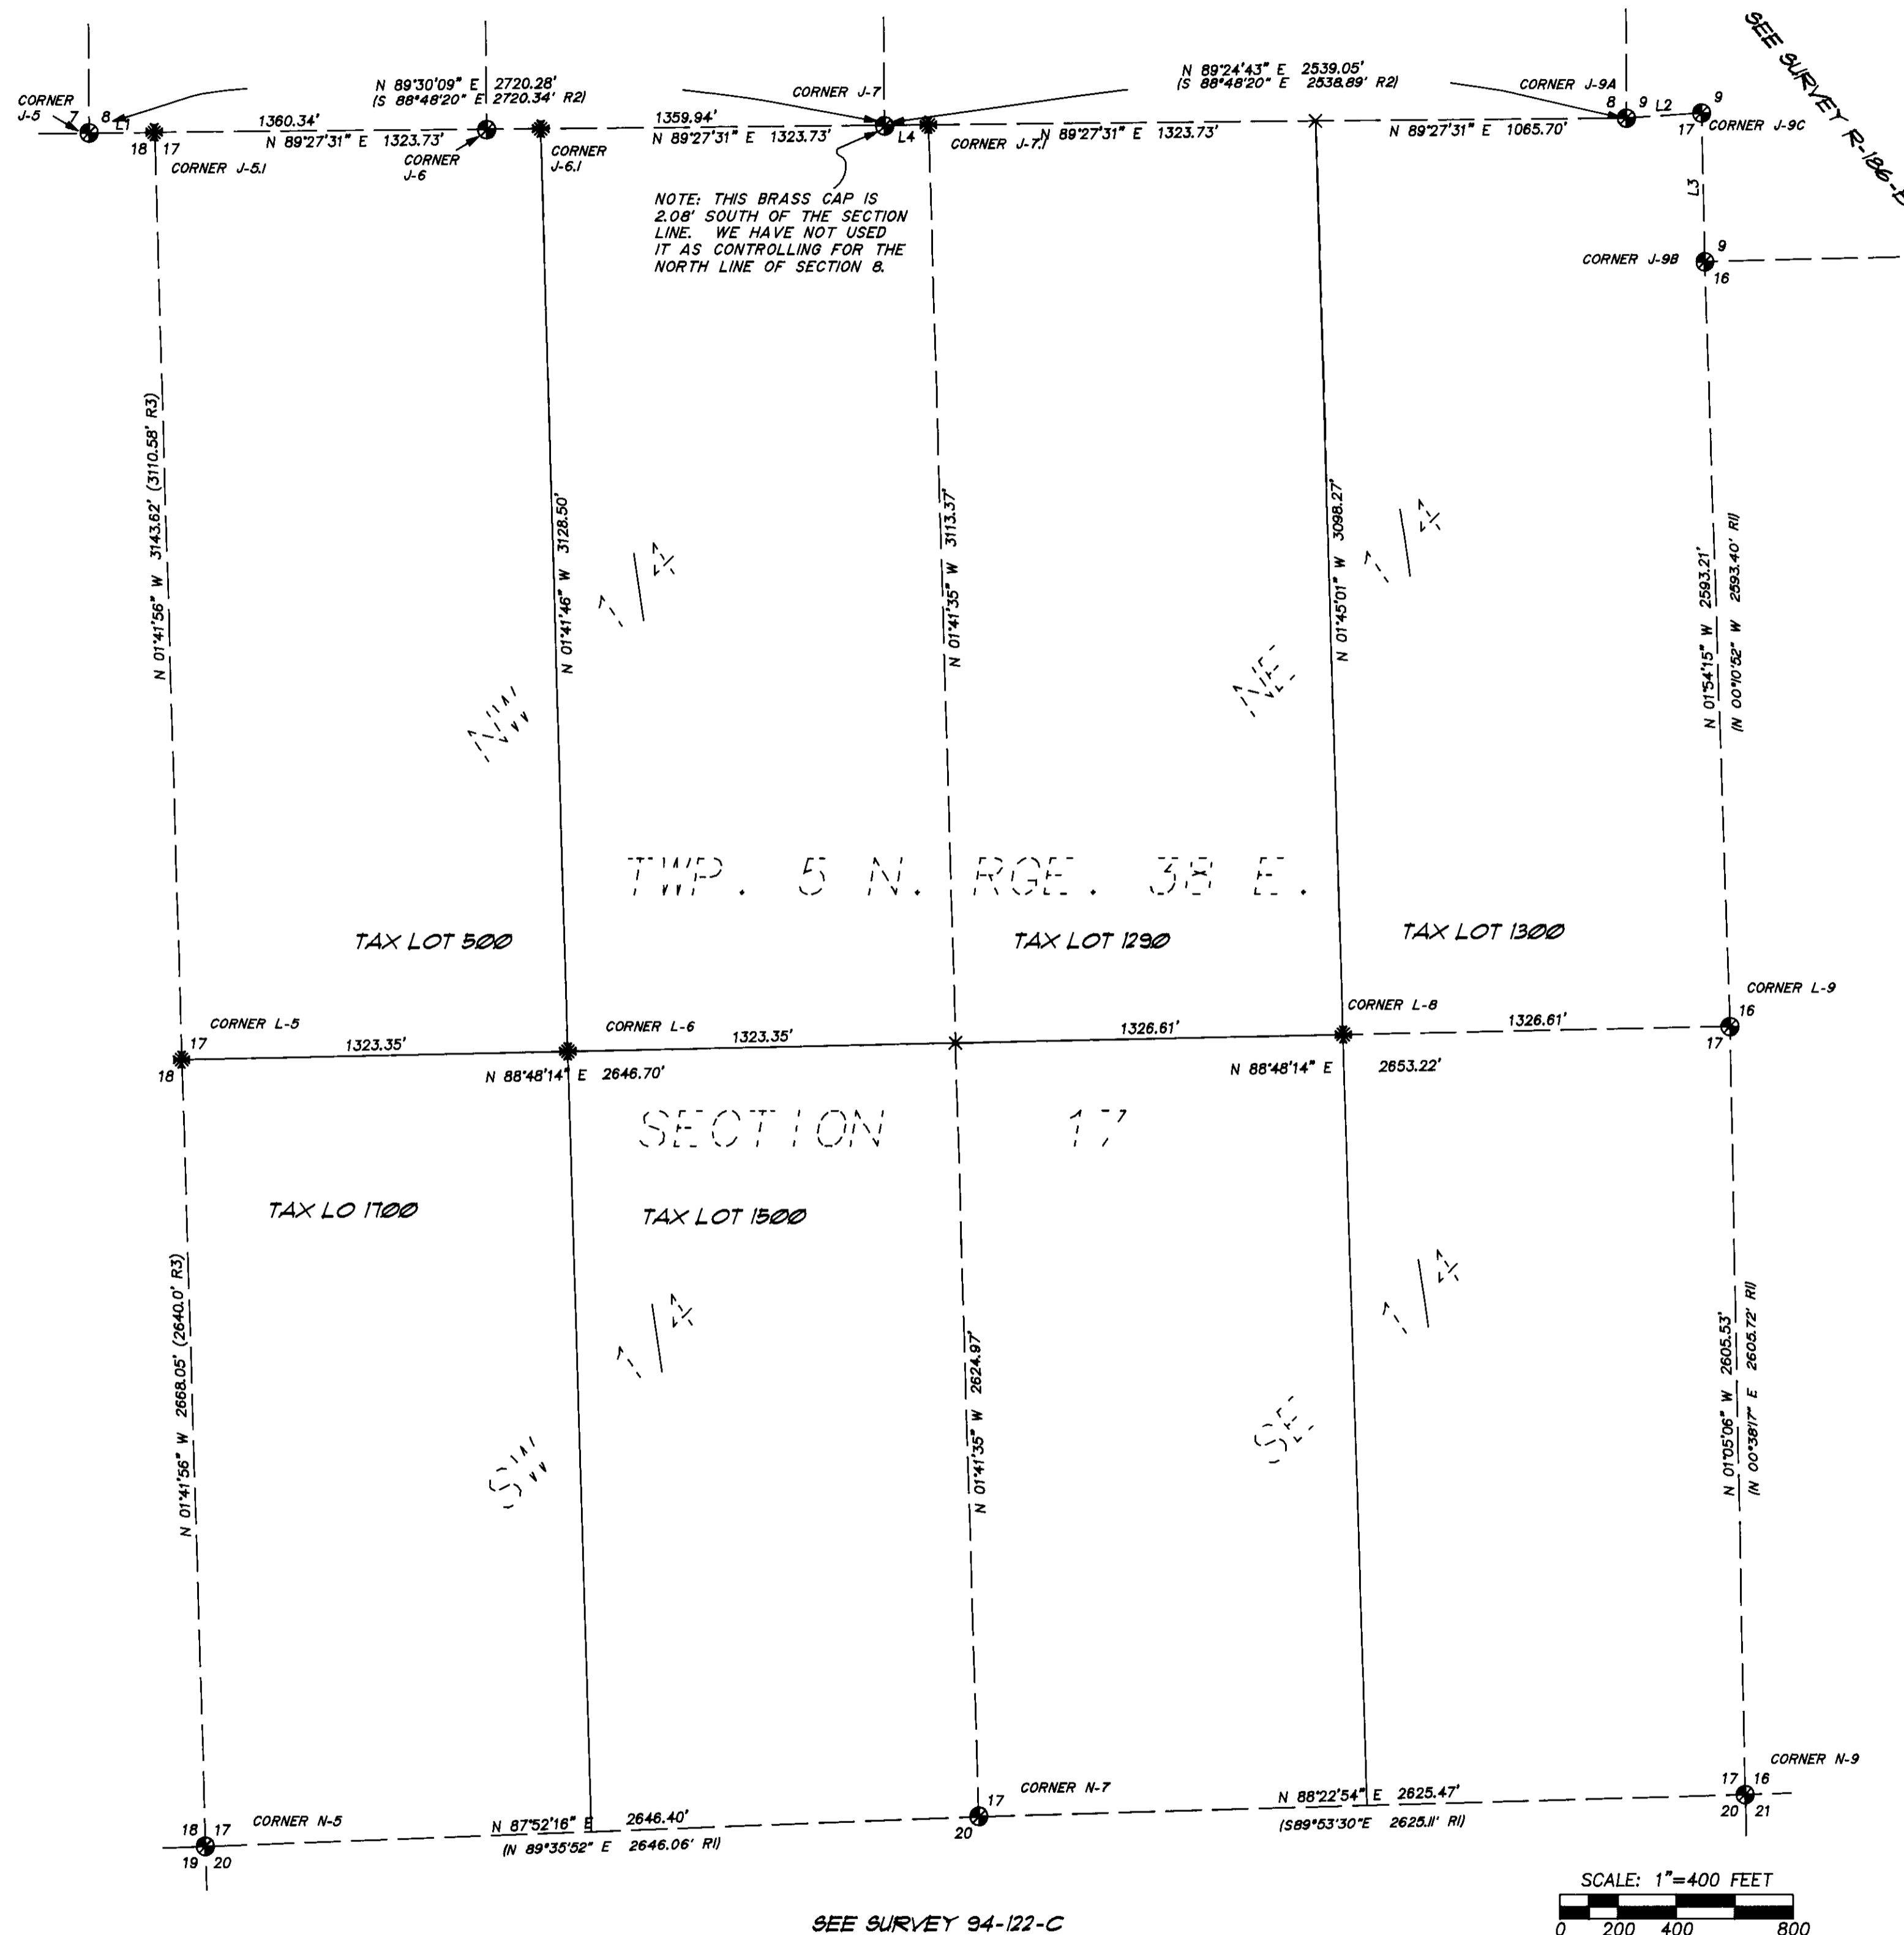 SEE SURVEY R-186-B
N 89°30'09" E 2720.28'
(S 88°48'20" E 2720.34' R2)
N 89°24'43" E 2539.05'
(S 88°48'20" E 2538.89' R2)
CORNER
J-5
7
8
L1
18
17
CORNER J-5.1
1360.34'
N 89°27'31" E 1323.73'
CORNER
J-6
CORNER
J-6.1
1359.94'
N 89°27'31" E 1323.73'
CORNER J-7
L4
CORNER J-7.1
N 89°27'31" E 1323.73'
N 89°27'31" E 1065.70'
CORNER J-9A
8
9
L2
9
17
CORNER J-9C
L3
NOTE: THIS BRASS CAP IS
2.08' SOUTH OF THE SECTION
LINE. WE HAVE NOT USED
IT AS CONTROLLING FOR THE
NORTH LINE OF SECTION 8.
CORNER J-9B
9
16
N 01°41'56" W 3143.62' (3110.58' R3)
N 01°41'46" W 3128.50'
N 01°41'35" W 3113.37'
N 01°45'01" W 3098.27'
N 01°54'15" W 2593.21'
(N 00°10'52" W 2593.40' R1)
NW 1/4
NE 1/4
TWP. 5 N. RGE. 38 E.
TAX LOT 500
TAX LOT 1290
TAX LOT 1300
CORNER L-5
17
18
1323.35'
CORNER L-6
1323.35'
N 88°48'14" E 2646.70'
1326.61'
CORNER L-8
N 88°48'14" E 2653.22'
1326.61'
CORNER L-9
16
17
SECTION 17
TAX LO 1700
TAX LOT 1500
N 01°41'56" W 2668.05' (2640.0' R3)
N 01°41'35" W 2624.97'
N 01°05'06" W 2605.53'
(N 00°38'17" E 2605.72' R1)
SW 1/4
SE 1/4
18
17
19
20
CORNER N-5
N 87°52'16" E 2646.40'
(N 89°35'52" E 2646.06' R1)
17
20
CORNER N-7
N 88°22'54" E 2625.47'
(S89°53'30"E 2625.11' R1)
CORNER N-9
17
16
20
21
SEE SURVEY 94-122-C
SCALE: 1"=400 FEET
0 200 400 800